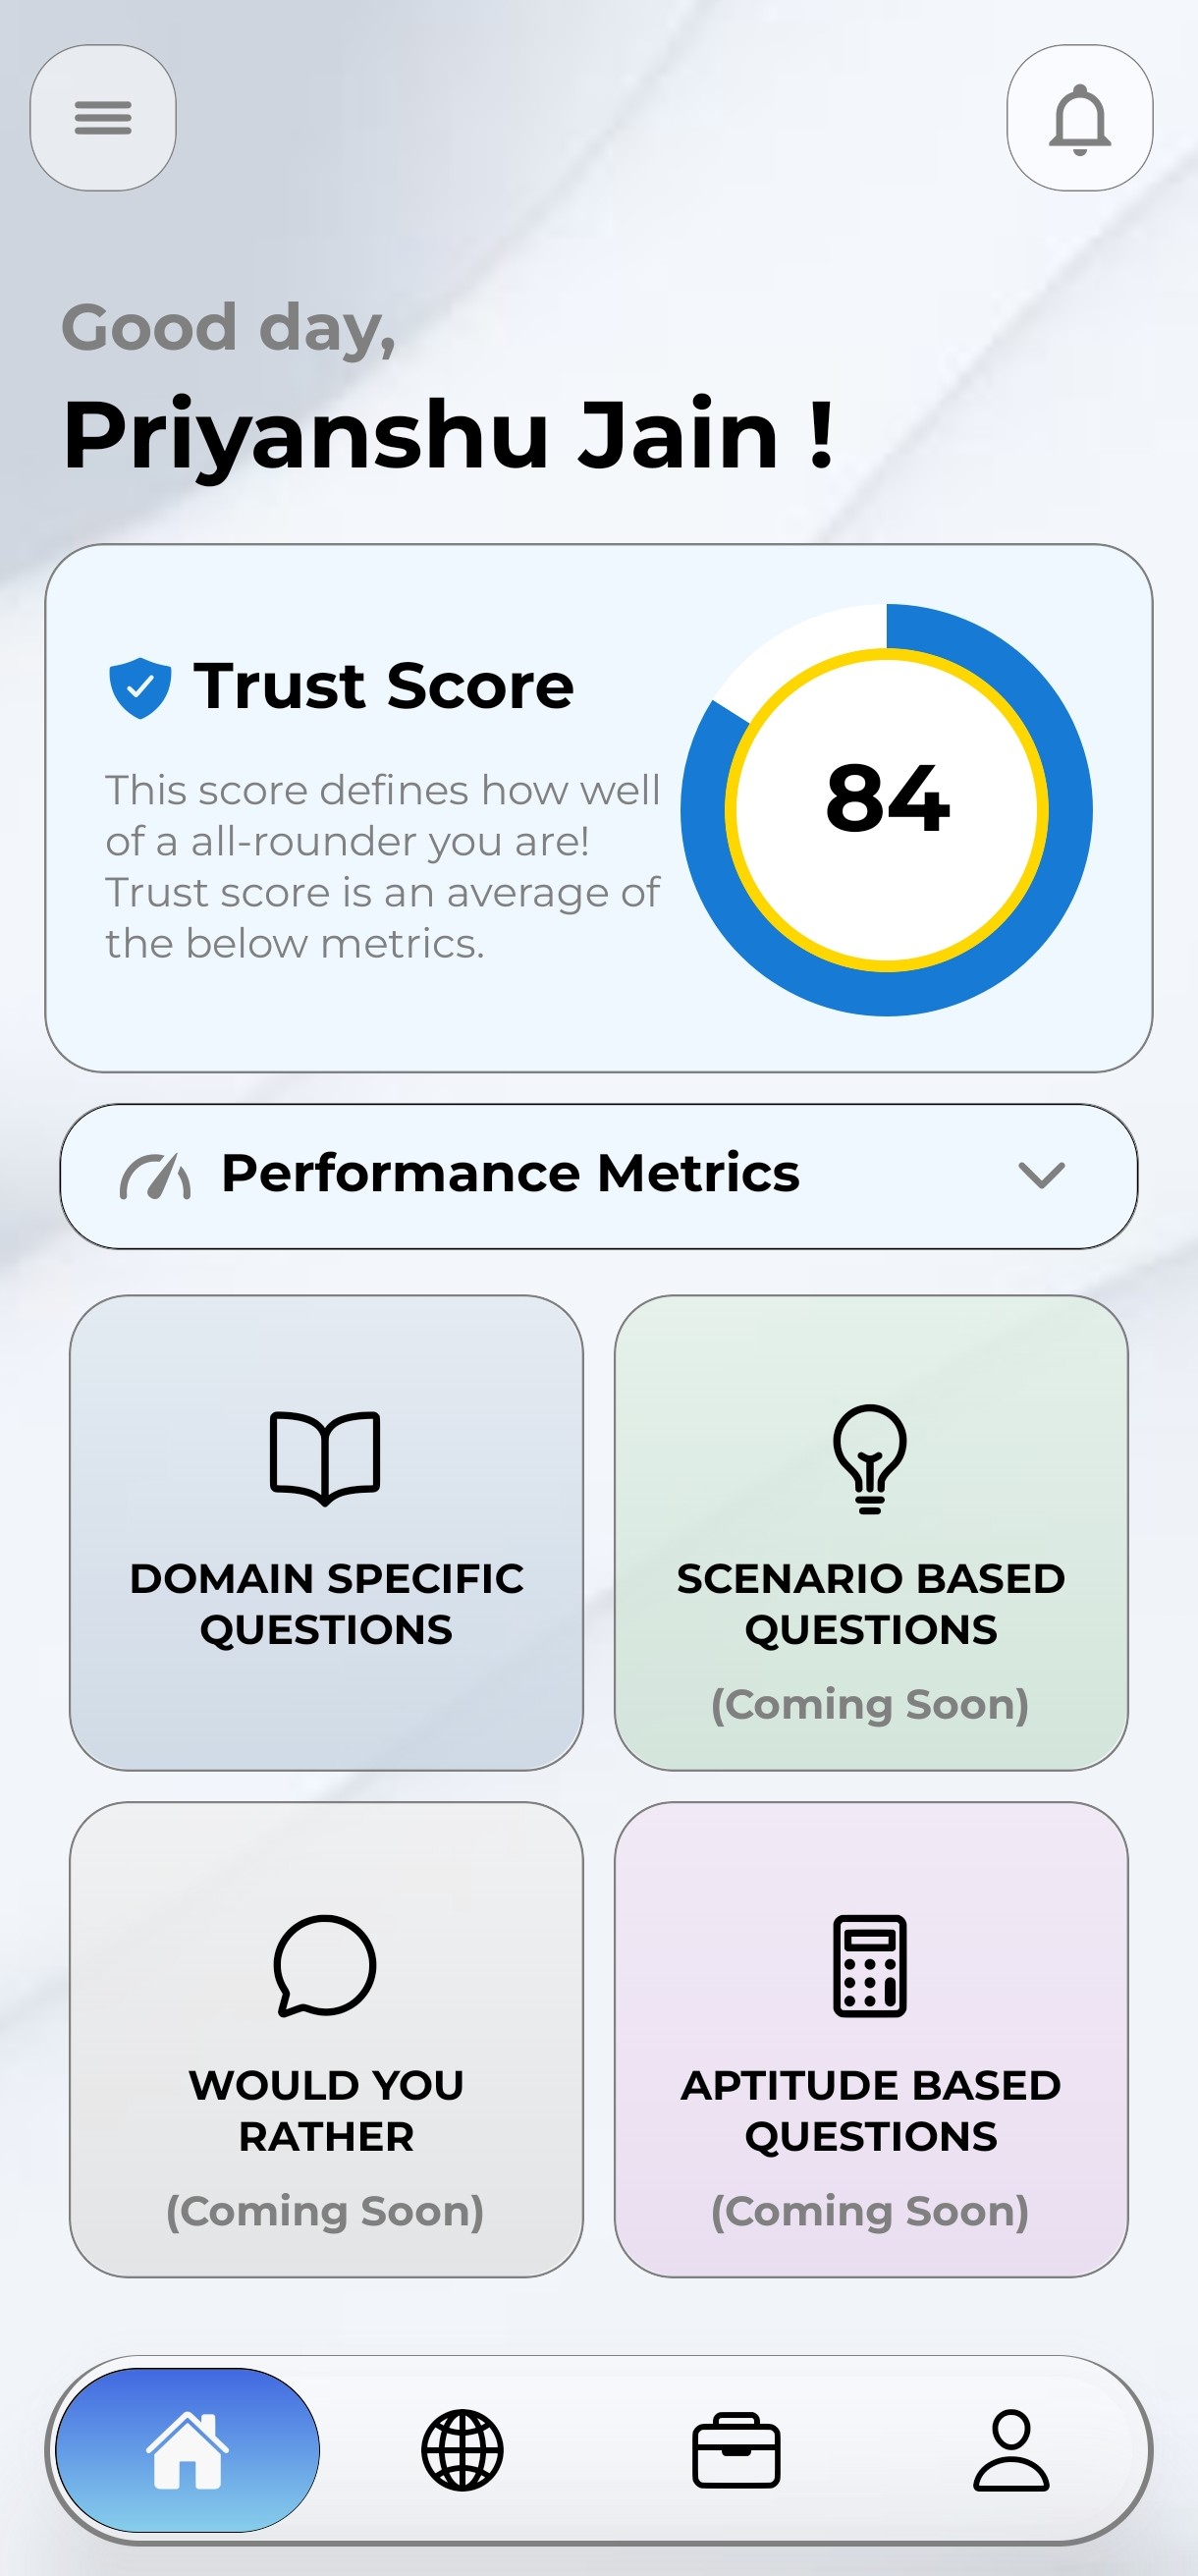 Good day,
Priyanshu Jain !
Trust Score
This score defines how well
of a all-rounder you are!
Trust score is an average of
the below metrics.
84
Performance Metrics
DOMAIN SPECIFIC
QUESTIONS
SCENARIO BASED
QUESTIONS
(Coming Soon)
WOULD YOU
RATHER
(Coming Soon)
APTITUDE BASED
QUESTIONS
(Coming Soon)